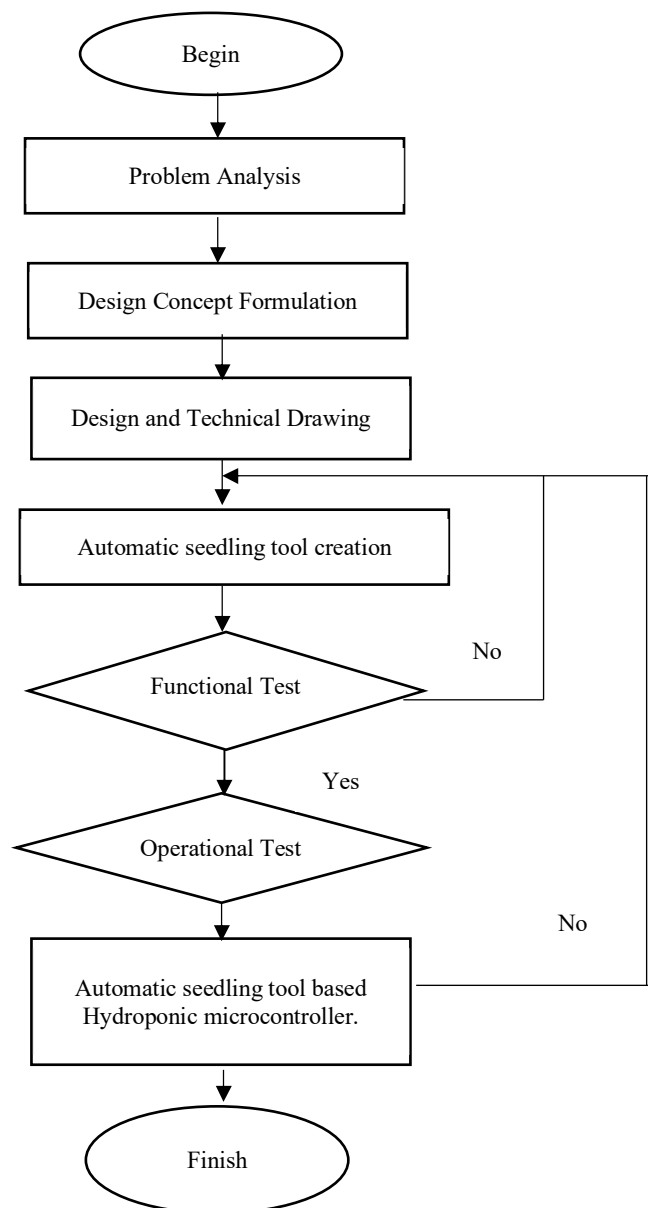 Begin
Problem Analysis
Design Concept Formulation
Design and Technical Drawing
Automatic seedling tool creation
No
Functional Test
Yes
Operational Test
No
Automatic seedling tool based
Hydroponic microcontroller.
Finish